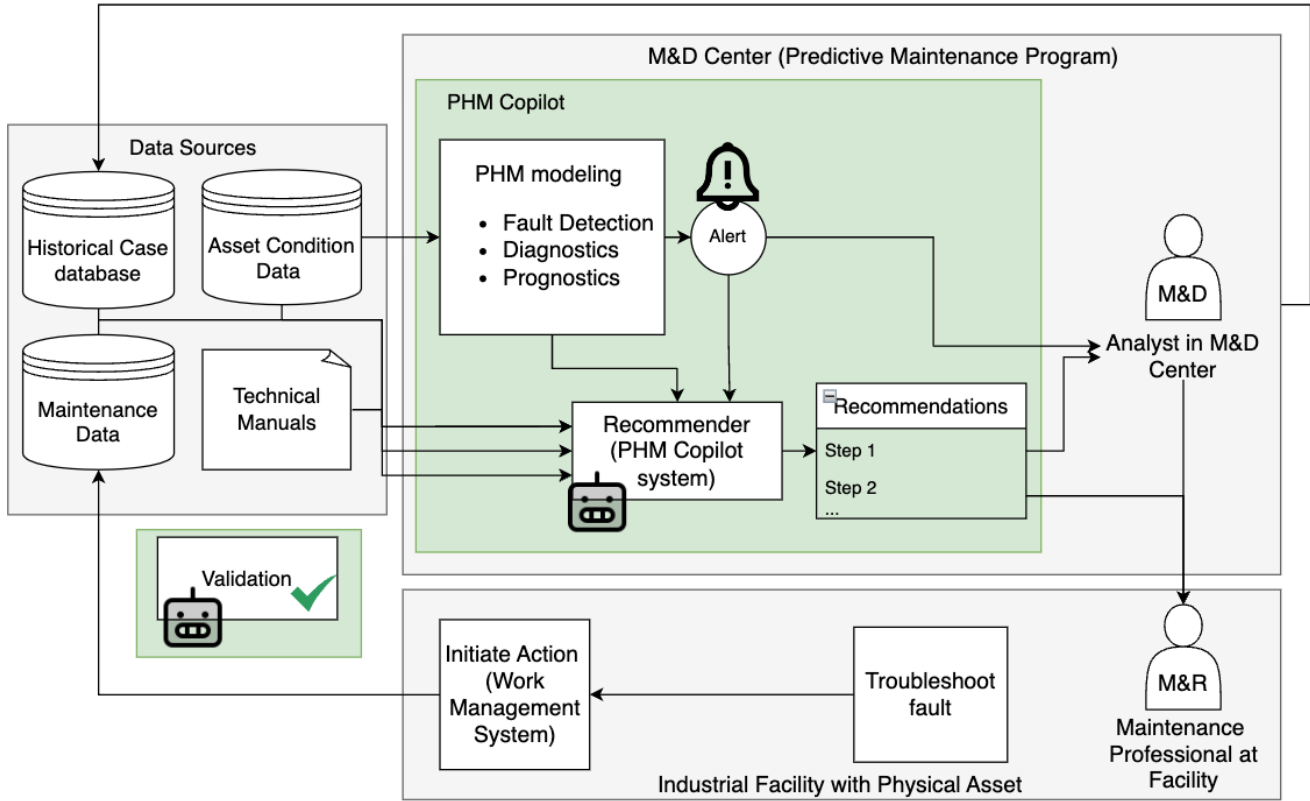 M&D Center (Predictive Maintenance Program)
PHM Copilot
Data Sources
Historical Case
database
Asset Condition
Data
Maintenance
Data
Technical
Manuals
PHM modeling
• Fault Detection
• Diagnostics
• Prognostics
!
Alert
Recommender
(PHM Copilot
system)
Recommendations
Step 1
Step 2
...
M&D
Analyst in M&D
Center
Validation
Initiate Action
(Work
Management
System)
Troubleshoot
fault
M&R
Maintenance
Professional at
Facility
Industrial Facility with Physical Asset